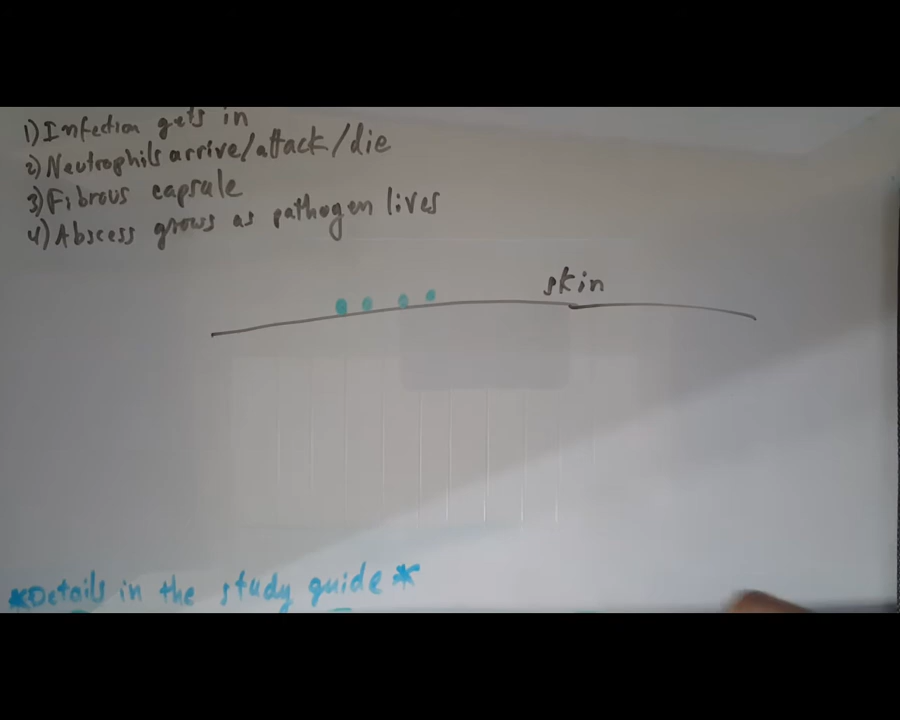 1)Infection gets in
2)Neutrophils arrive/attack/die
3)Fibrous capsule
4)Abscess grows as pathogen lives
skin
*Details in the study guide*